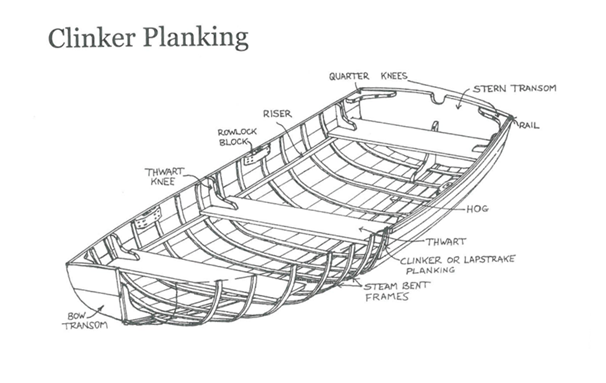 Clinker Planking
QUARTER KNEES
STERN TRANSOM
RISER
RAIL
ROWLOCK
BLOCK
THWART
KNEE
HOG
THWART
CLINKER OR LAPSTRAKE
PLANKING
STEAM BENT
FRAMES
BOW
TRANSOM